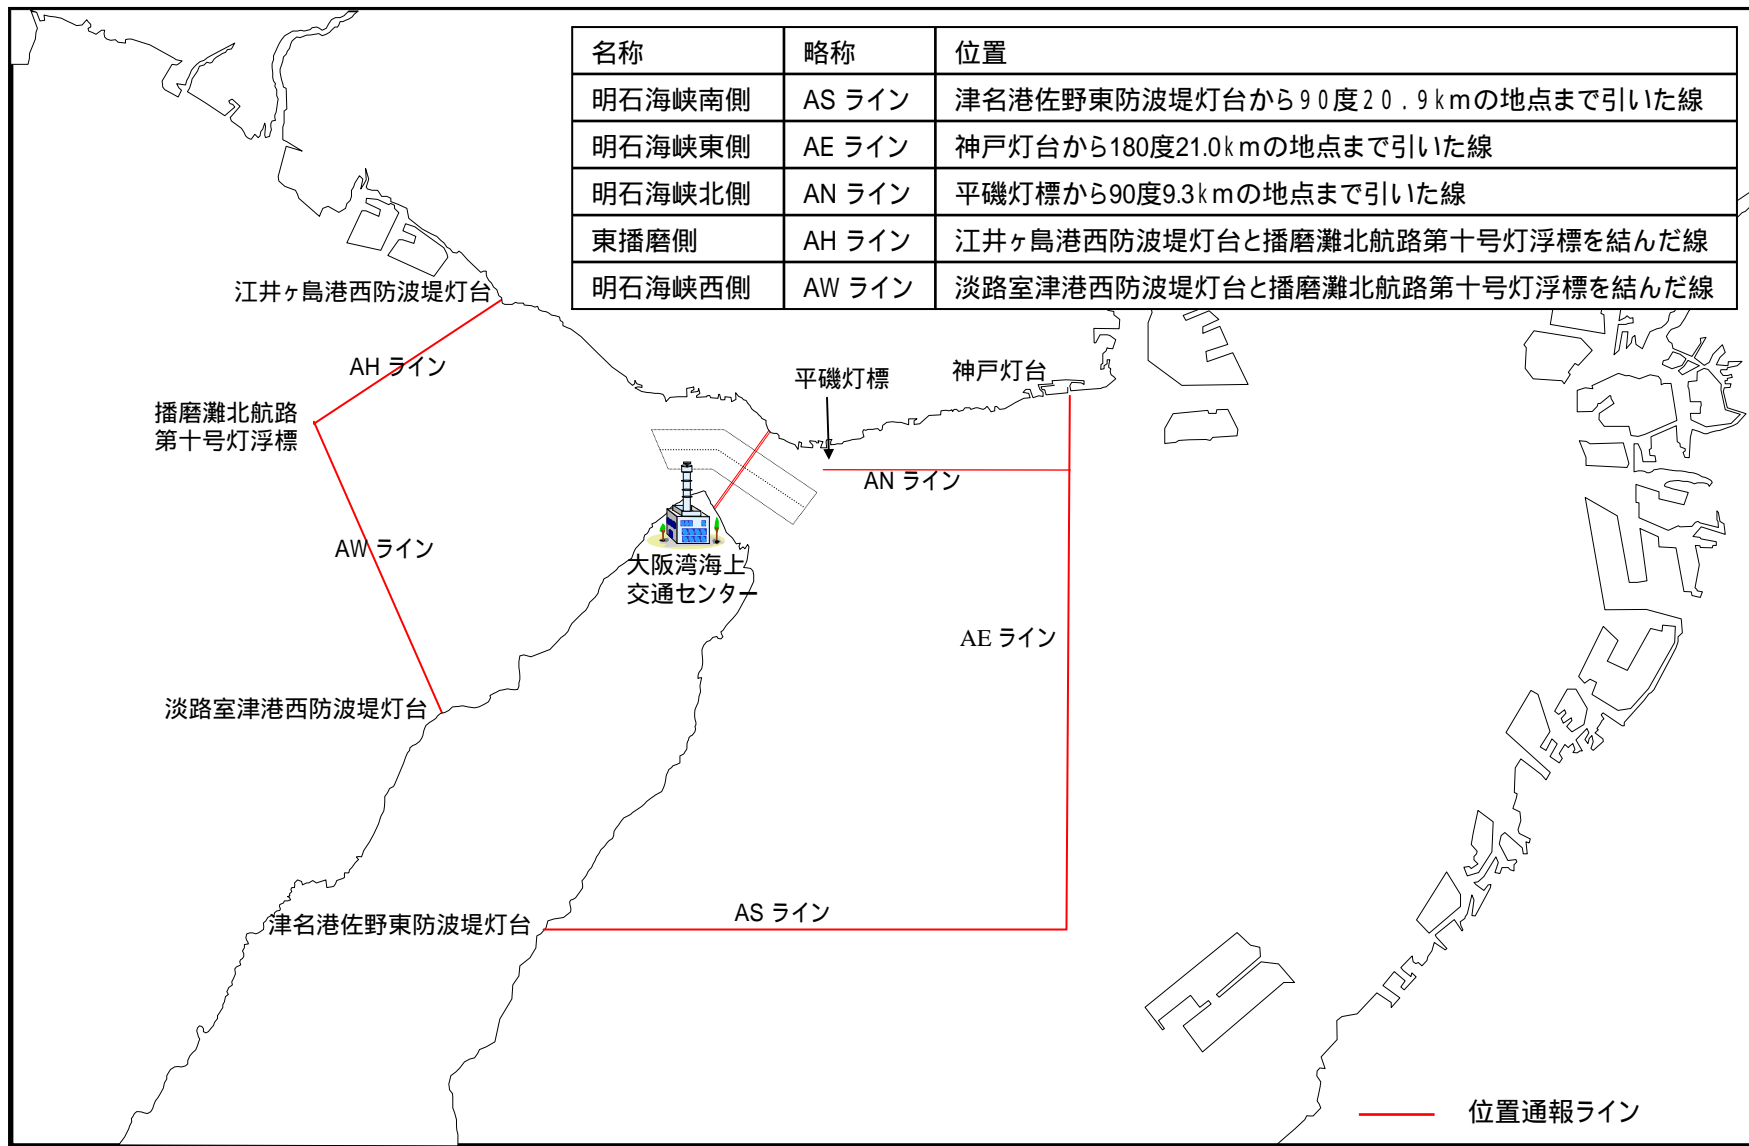 名称 略称 位置
明石海峡南側 AS ライン 津名港佐野東防波堤灯台から90度20.9kmの地点まで引いた線
明石海峡東側 AE ライン 神戸灯台から180度21.0kmの地点まで引いた線
明石海峡北側 AN ライン 平磯灯標から90度9.3kmの地点まで引いた線
東播磨側 AH ライン 江井ヶ島港西防波堤灯台と播磨灘北航路第十号灯浮標を結んだ線
明石海峡西側 AW ライン 淡路室津港西防波堤灯台と播磨灘北航路第十号灯浮標を結んだ線
江井ヶ島港西防波堤灯台
AH ライン
平磯灯標
神戸灯台
播磨灘北航路
第十号灯浮標
AN ライン
AW ライン
大阪湾海上
交通センター
AE ライン
淡路室津港西防波堤灯台
AS ライン
津名港佐野東防波堤灯台
位置通報ライン